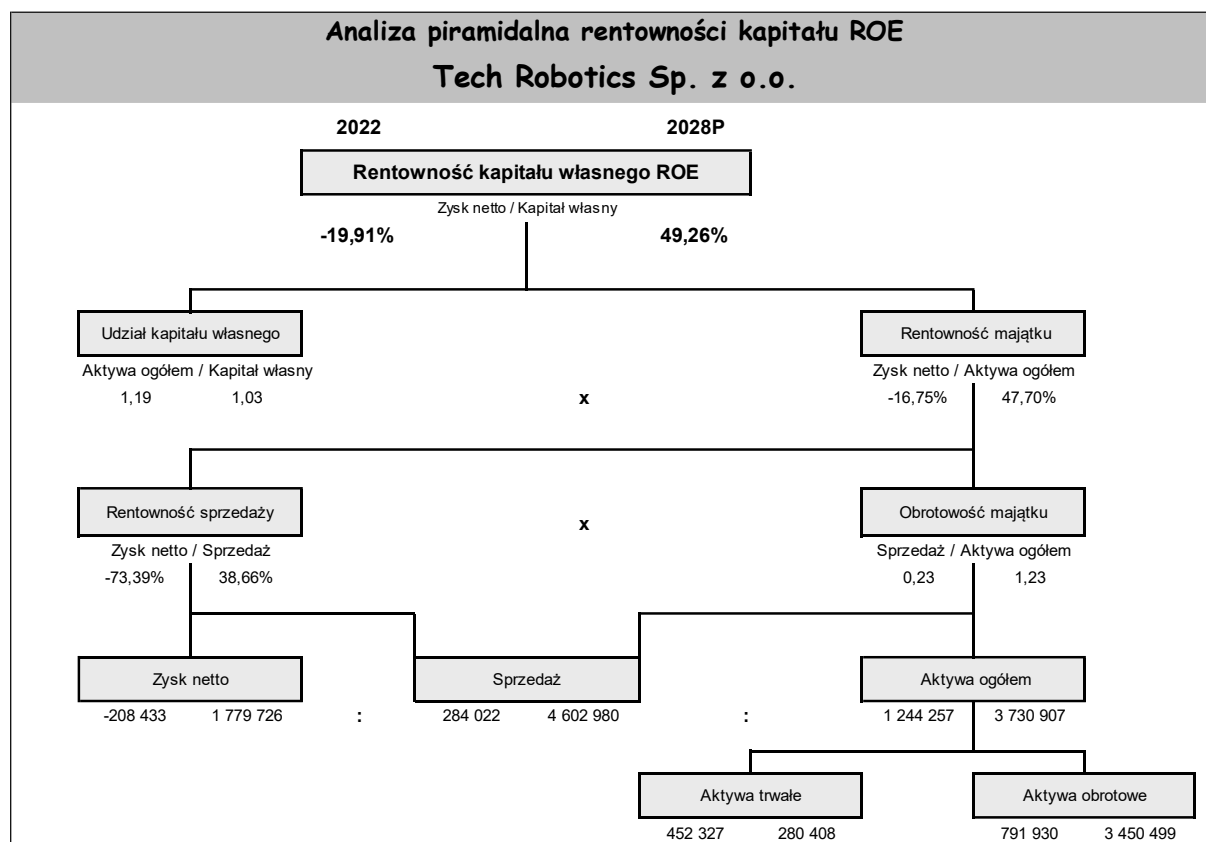 Analiza piramidalna rentowności kapitału ROE
Tech Robotics Sp. z o.o.
2022 2028P
Rentowność kapitału własnego ROE
Zysk netto / Kapitał własny
-19,91% 49,26%
Udział kapitału własnego Rentowność majątku
Aktywa ogółem / Kapitał własny Zysk netto / Aktywa ogółem
1,19 1,03 x -16,75% 47,70%
Rentowność sprzedaży x Obrotowość majątku
Zysk netto / Sprzedaż Sprzedaż / Aktywa ogółem
-73,39% 38,66% 0,23 1,23
Zysk netto Sprzedaż Aktywa ogółem
-208 433 1 779 726 : 284 022 4 602 980 : 1 244 257 3 730 907
Aktywa trwałe Aktywa obrotowe
452 327 280 408 791 930 3 450 499